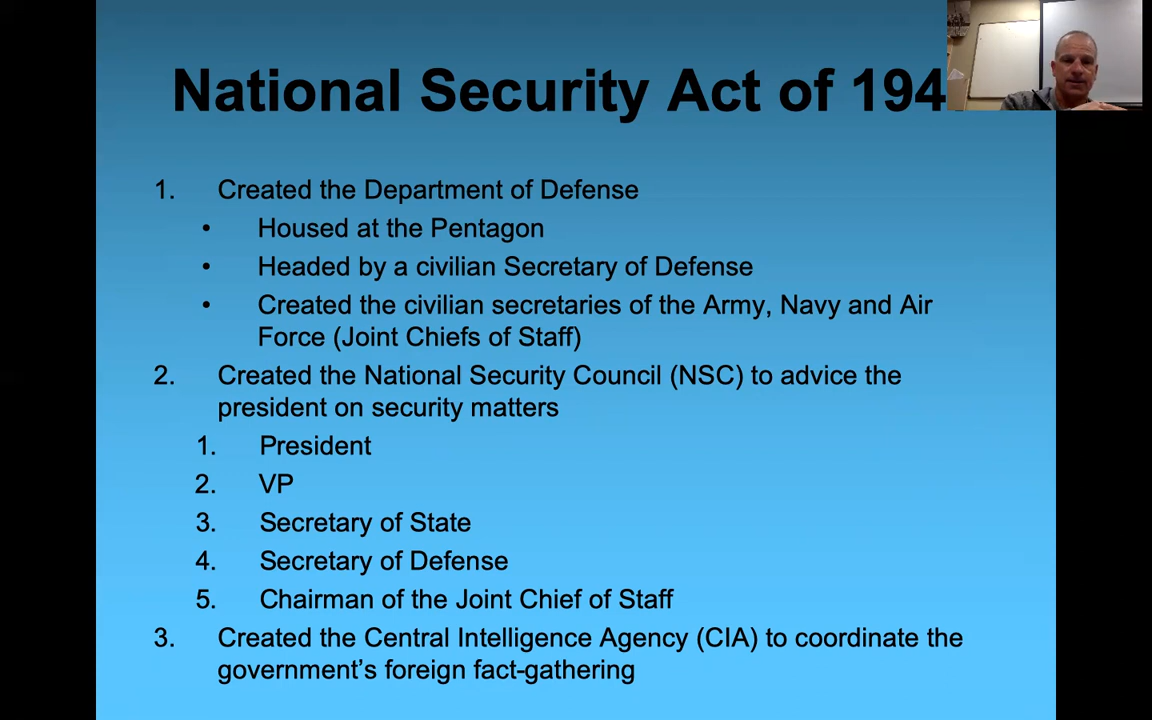 National Security Act of 194
1. Created the Department of Defense
• Housed at the Pentagon
• Headed by a civilian Secretary of Defense
• Created the civilian secretaries of the Army, Navy and Air
Force (Joint Chiefs of Staff)
2. Created the National Security Council (NSC) to advice the
president on security matters
1. President
2. VP
3. Secretary of State
4. Secretary of Defense
5. Chairman of the Joint Chief of Staff
3. Created the Central Intelligence Agency (CIA) to coordinate the
government’s foreign fact-gathering